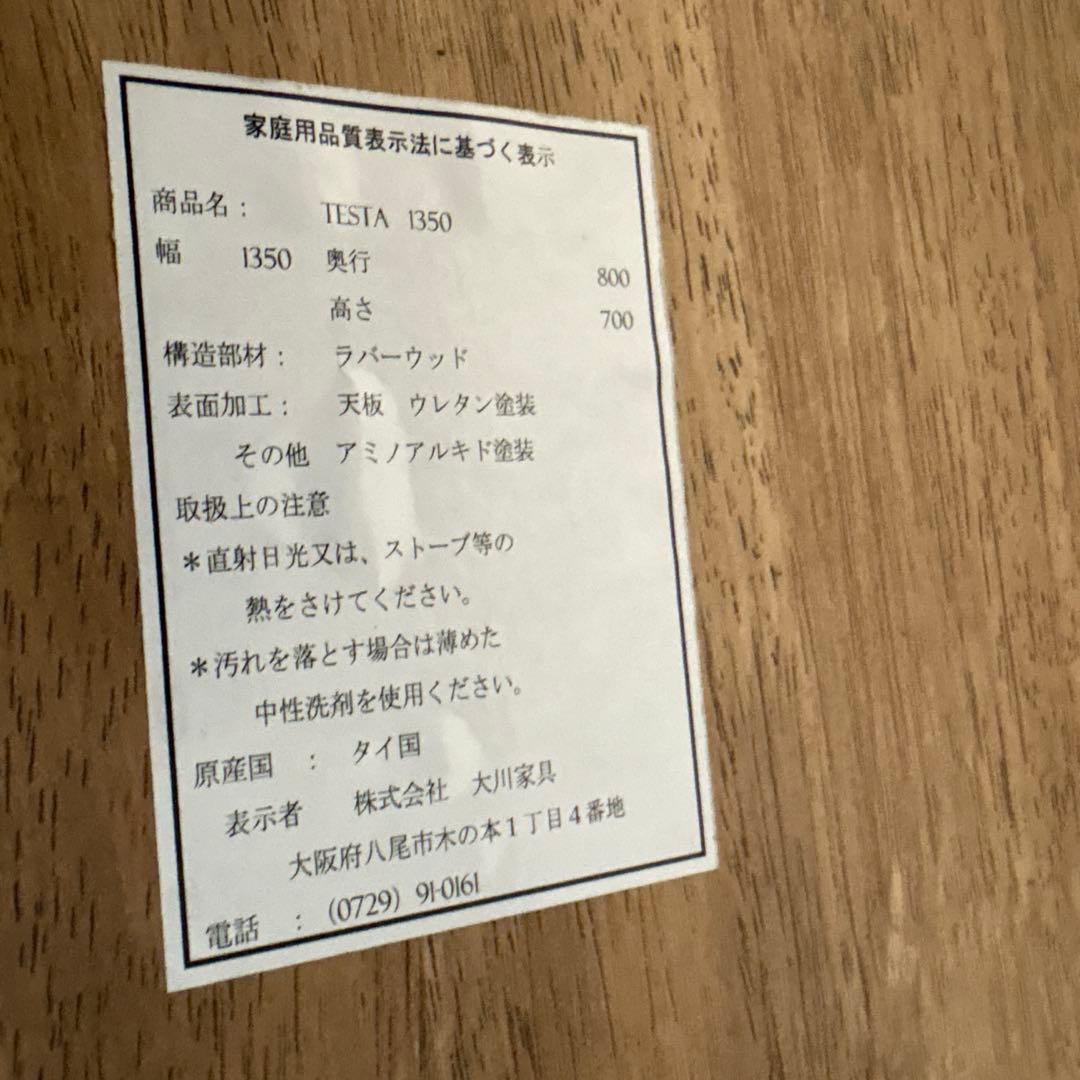 家庭用品質表示法に基づく表示
商品名： TESTA 1350
幅 1350 奥行 800
高さ 700
構造部材： ラバーウッド
表面加工： 天板 ウレタン塗装
その他 アミノアルキド塗装
取扱上の注意
＊直射日光又は、ストーブ等の
熱をさけてください。
＊汚れを落とす場合は薄めた
中性洗剤を使用ください。
原産国 ： タイ国
表示者 株式会社 大川家具
大阪府八尾市木の本１丁目４番地
電話 ： (0729) 91-0161